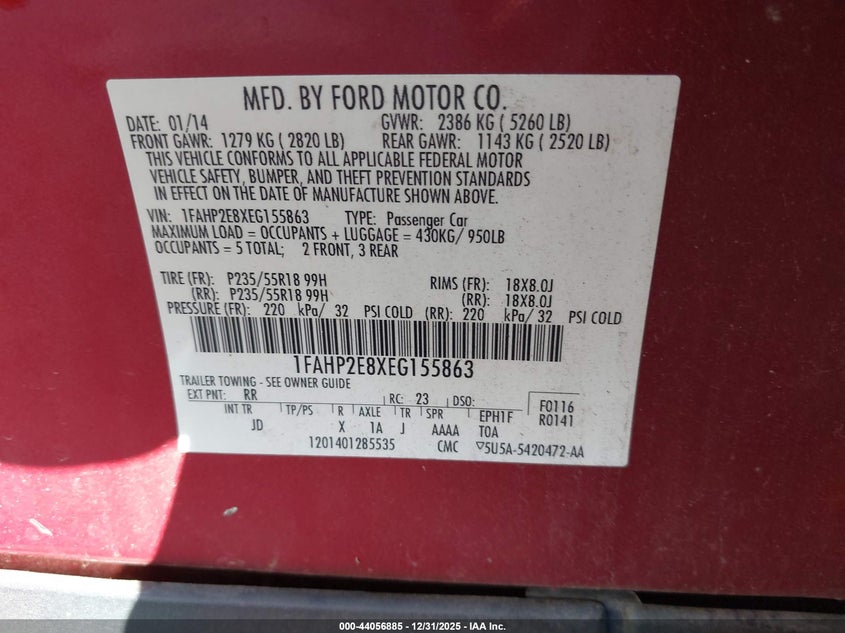 MFD. BY FORD MOTOR CO.
DATE: 01/14 GVWR: 2386 KG ( 5260 LB)
FRONT GAWR: 1279 KG ( 2820 LB) REAR GAWR: 1143 KG ( 2520 LB)
THIS VEHICLE CONFORMS TO ALL APPLICABLE FEDERAL MOTOR
VEHICLE SAFETY, BUMPER, AND THEFT PREVENTION STANDARDS
IN EFFECT ON THE DATE OF MANUFACTURE SHOWN ABOVE.
VIN: 1FAHP2E8XEG155863 TYPE: Passenger Car
MAXIMUM LOAD = OCCUPANTS + LUGGAGE = 430KG/ 950LB
OCCUPANTS = 5 TOTAL; 2 FRONT, 3 REAR
TIRE (FR): P235/55R18 99H RIMS (FR): 18X8.0J
(RR): P235/55R18 99H (RR): 18X8.0J
PRESSURE (FR): 220 kPa/ 32 PSI COLD (RR): 220 kPa/ 32 PSI COLD
1FAHP2E8XEG155863
TRAILER TOWING - SEE OWNER GUIDE
EXT PNT: RR RC: 23 DSO: F0116
INT TR TP/PS R AXLE TR SPR EPH1F R0141
JD X 1A J AAAA TOA
1201401285535 CMC ▽5U5A-5420472-AA
000-44056885 - 12/31/2025 - IAA Inc.